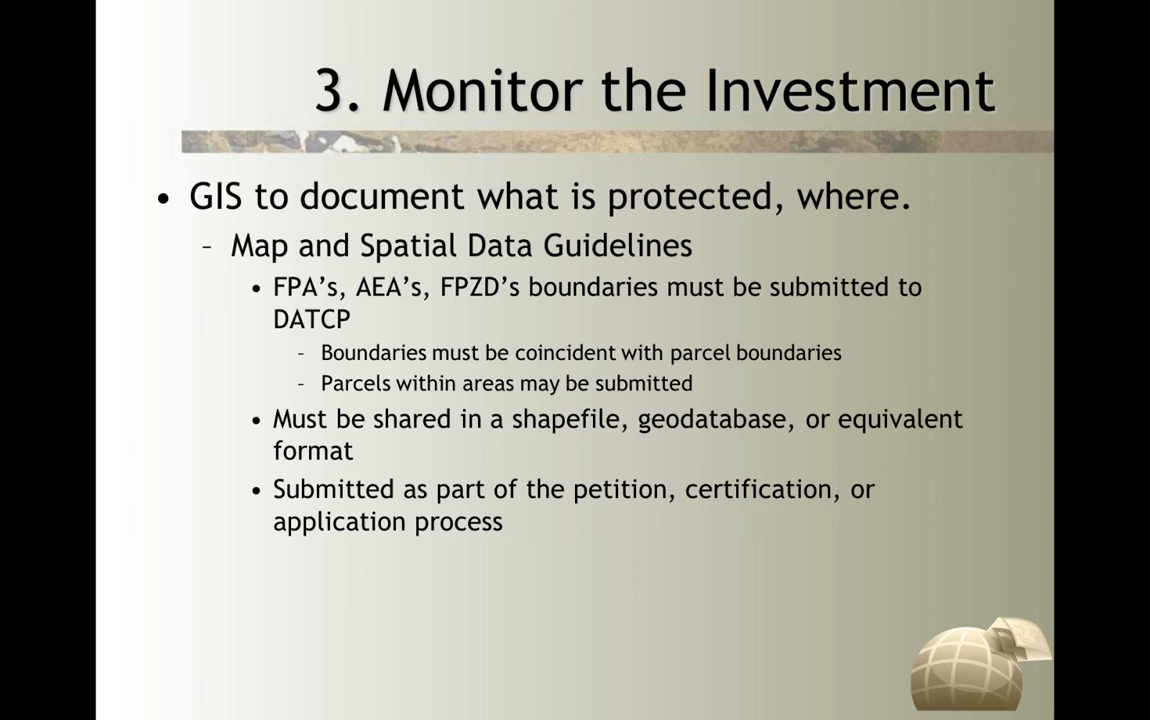 3. Monitor the Investment
• GIS to document what is protected, where.
– Map and Spatial Data Guidelines
• FPA’s, AEA’s, FPZD’s boundaries must be submitted to
DATCP
– Boundaries must be coincident with parcel boundaries
– Parcels within areas may be submitted
• Must be shared in a shapefile, geodatabase, or equivalent
format
• Submitted as part of the petition, certification, or
application process